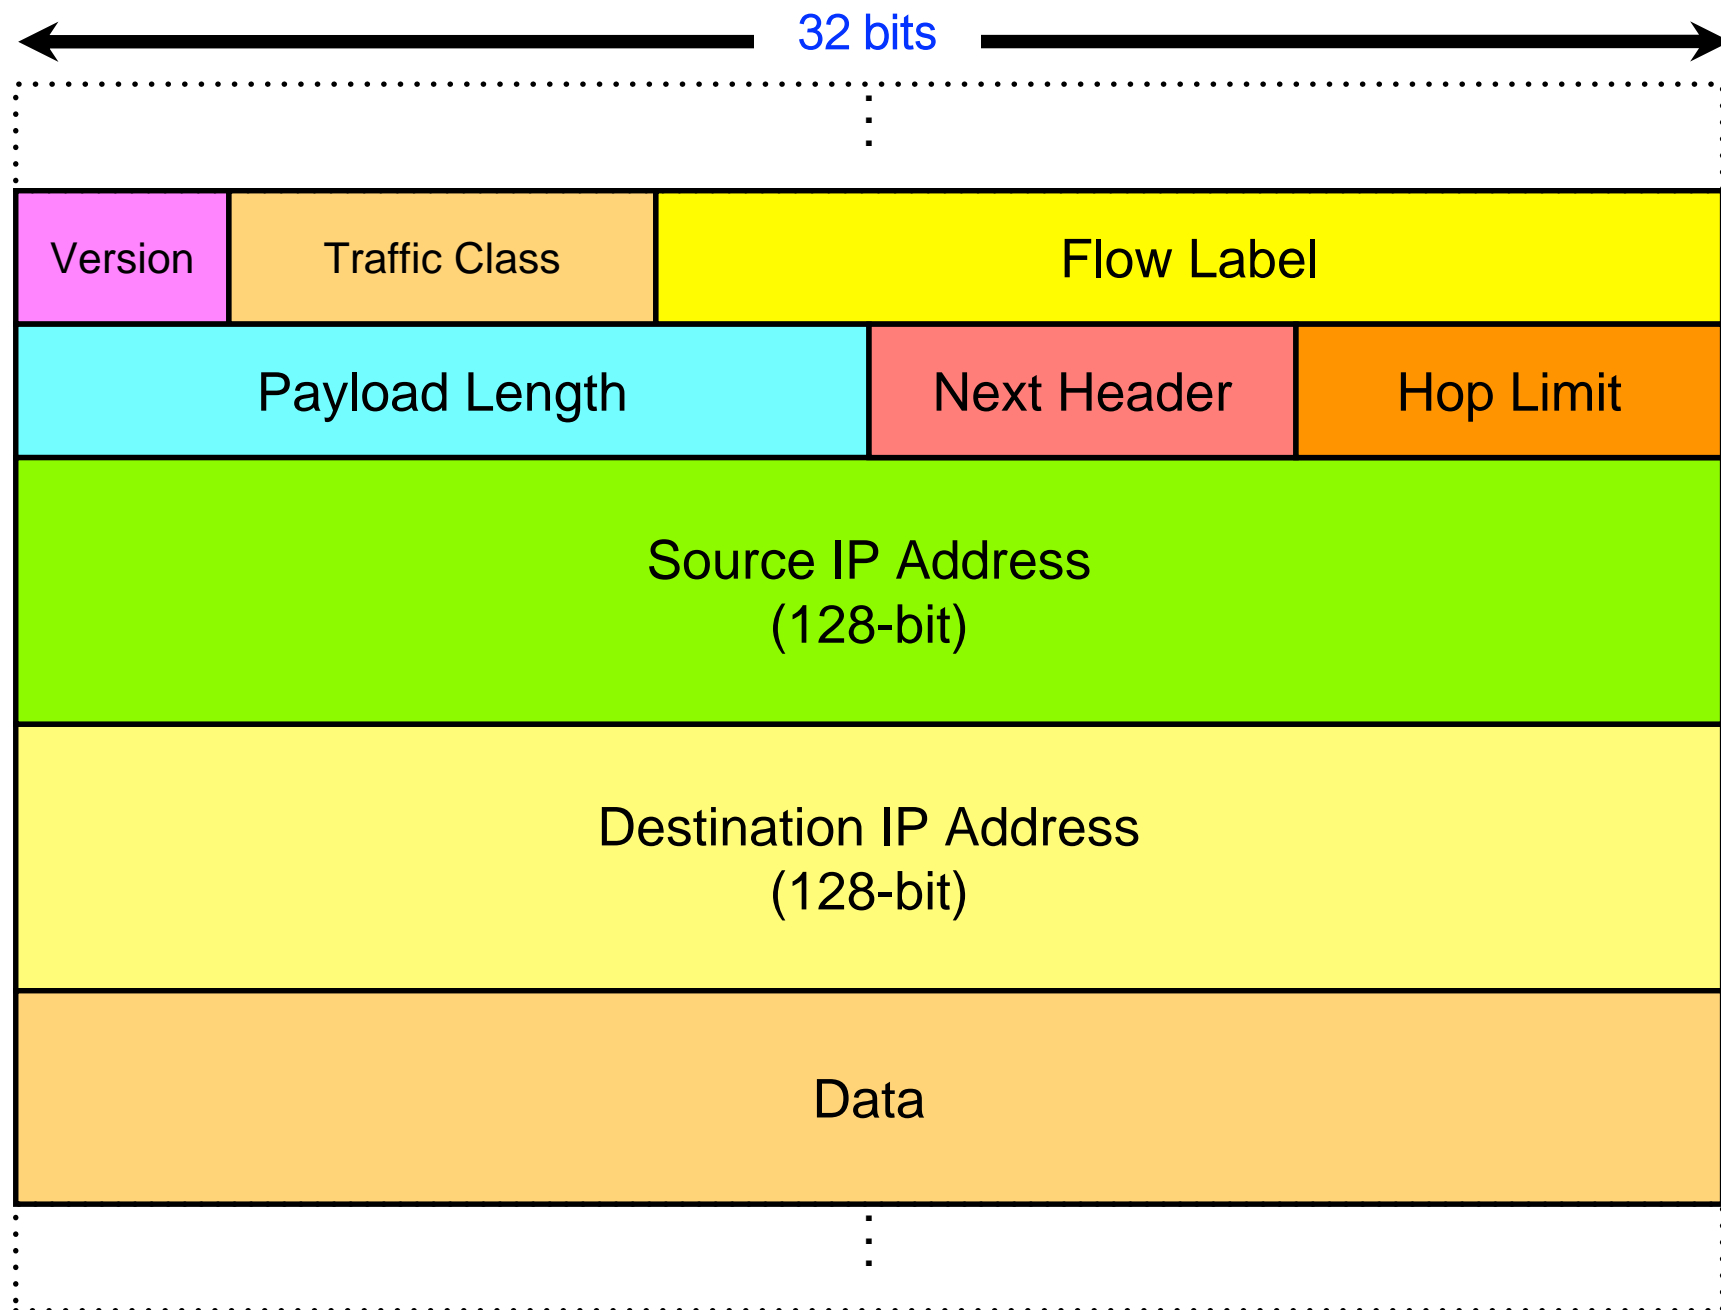 32 bits
Version
Traffic Class
Flow Label
Payload Length
Next Header
Hop Limit
Source IP Address
(128-bit)
Destination IP Address
(128-bit)
Data